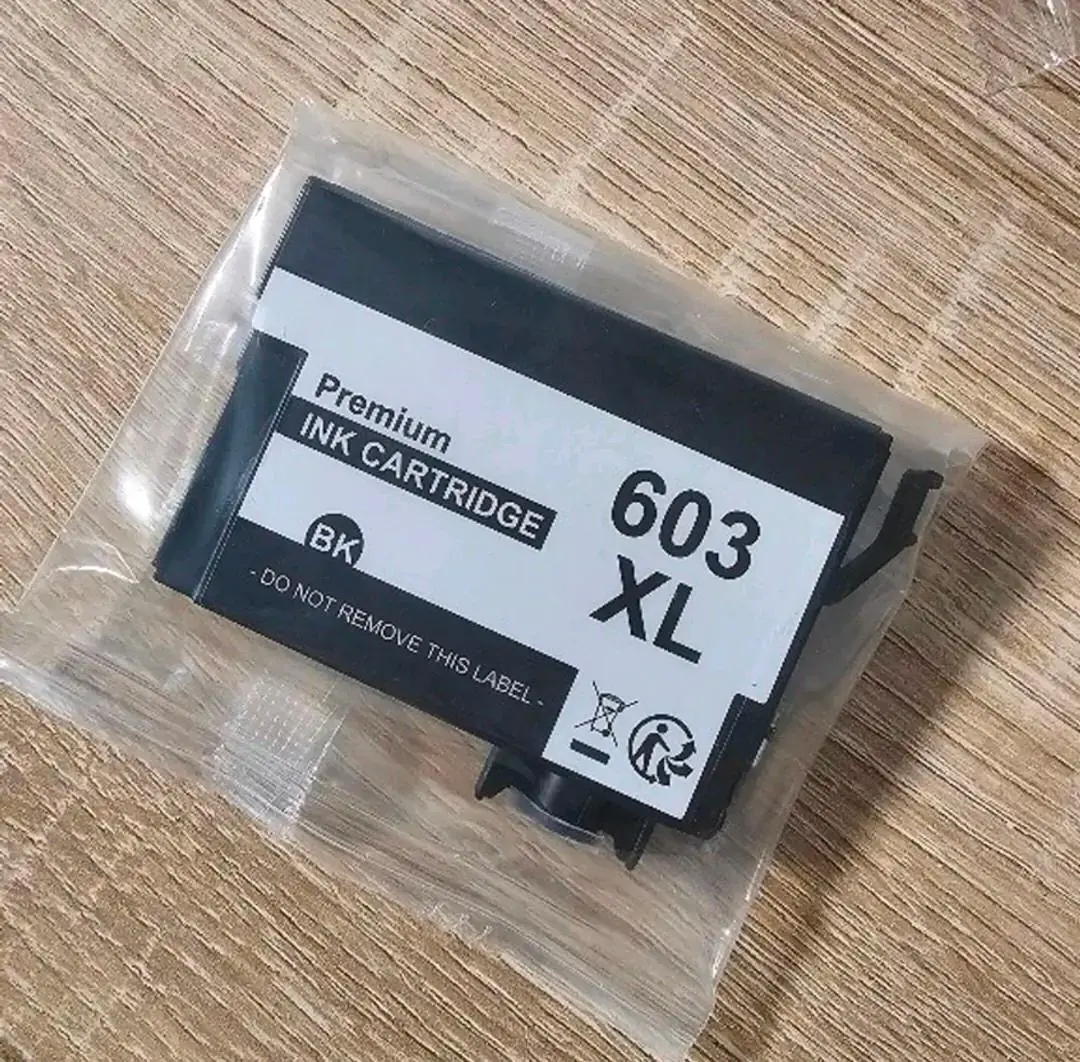 Premium
INK CARTRIDGE
603
XL
BK
- DO NOT REMOVE THIS LABEL -